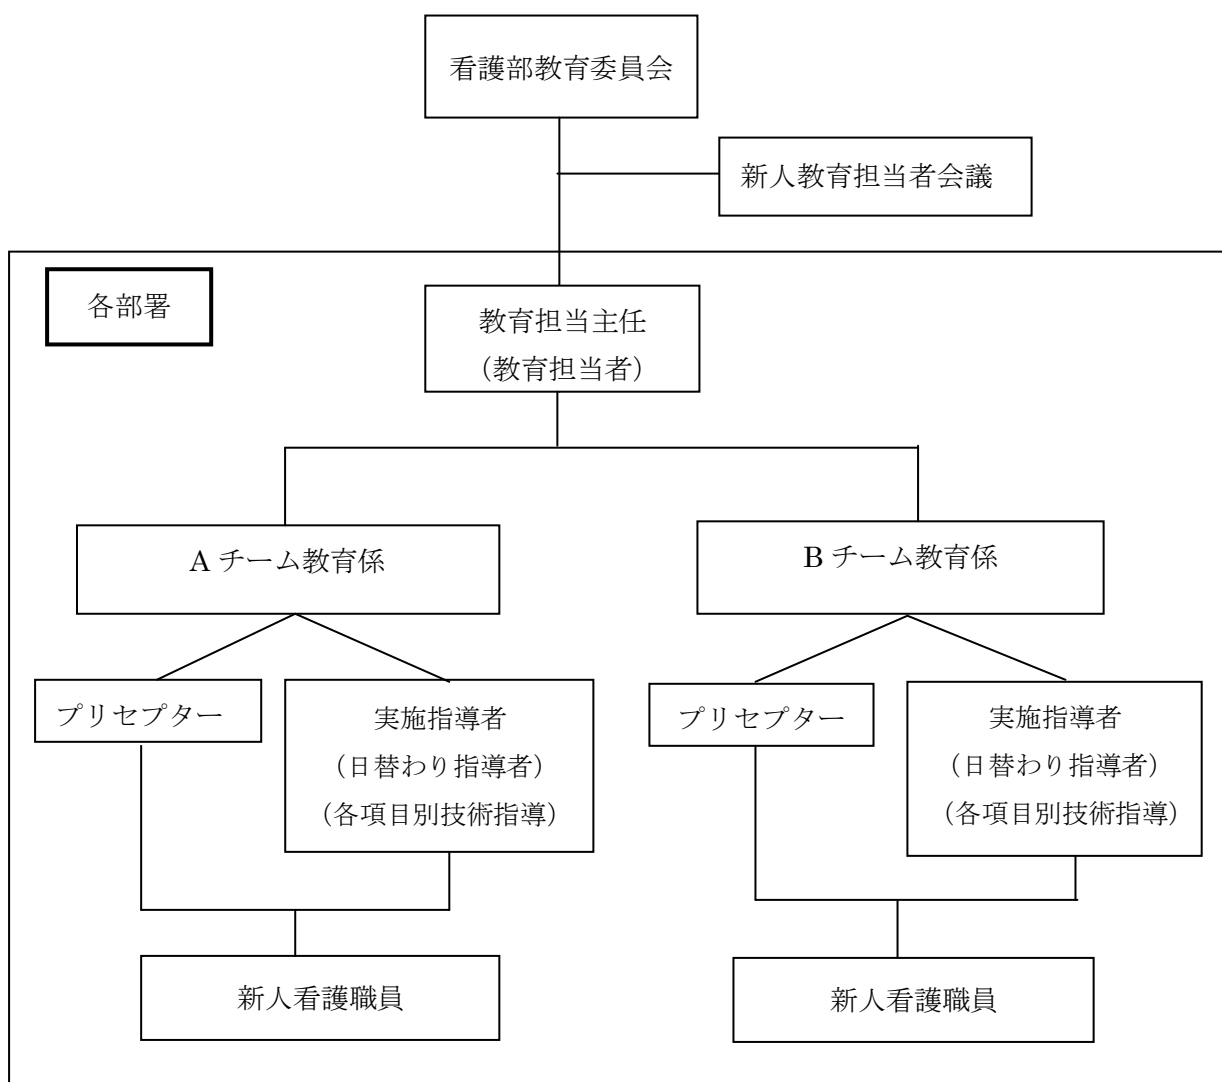 看護部教育委員会
新人教育担当者会議
各部署
教育担当主任
（教育担当者）
A チーム教育係
B チーム教育係
プリセプター
実施指導者
（日替わり指導者）
（各項目別技術指導）
プリセプター
実施指導者
（日替わり指導者）
（各項目別技術指導）
新人看護職員
新人看護職員